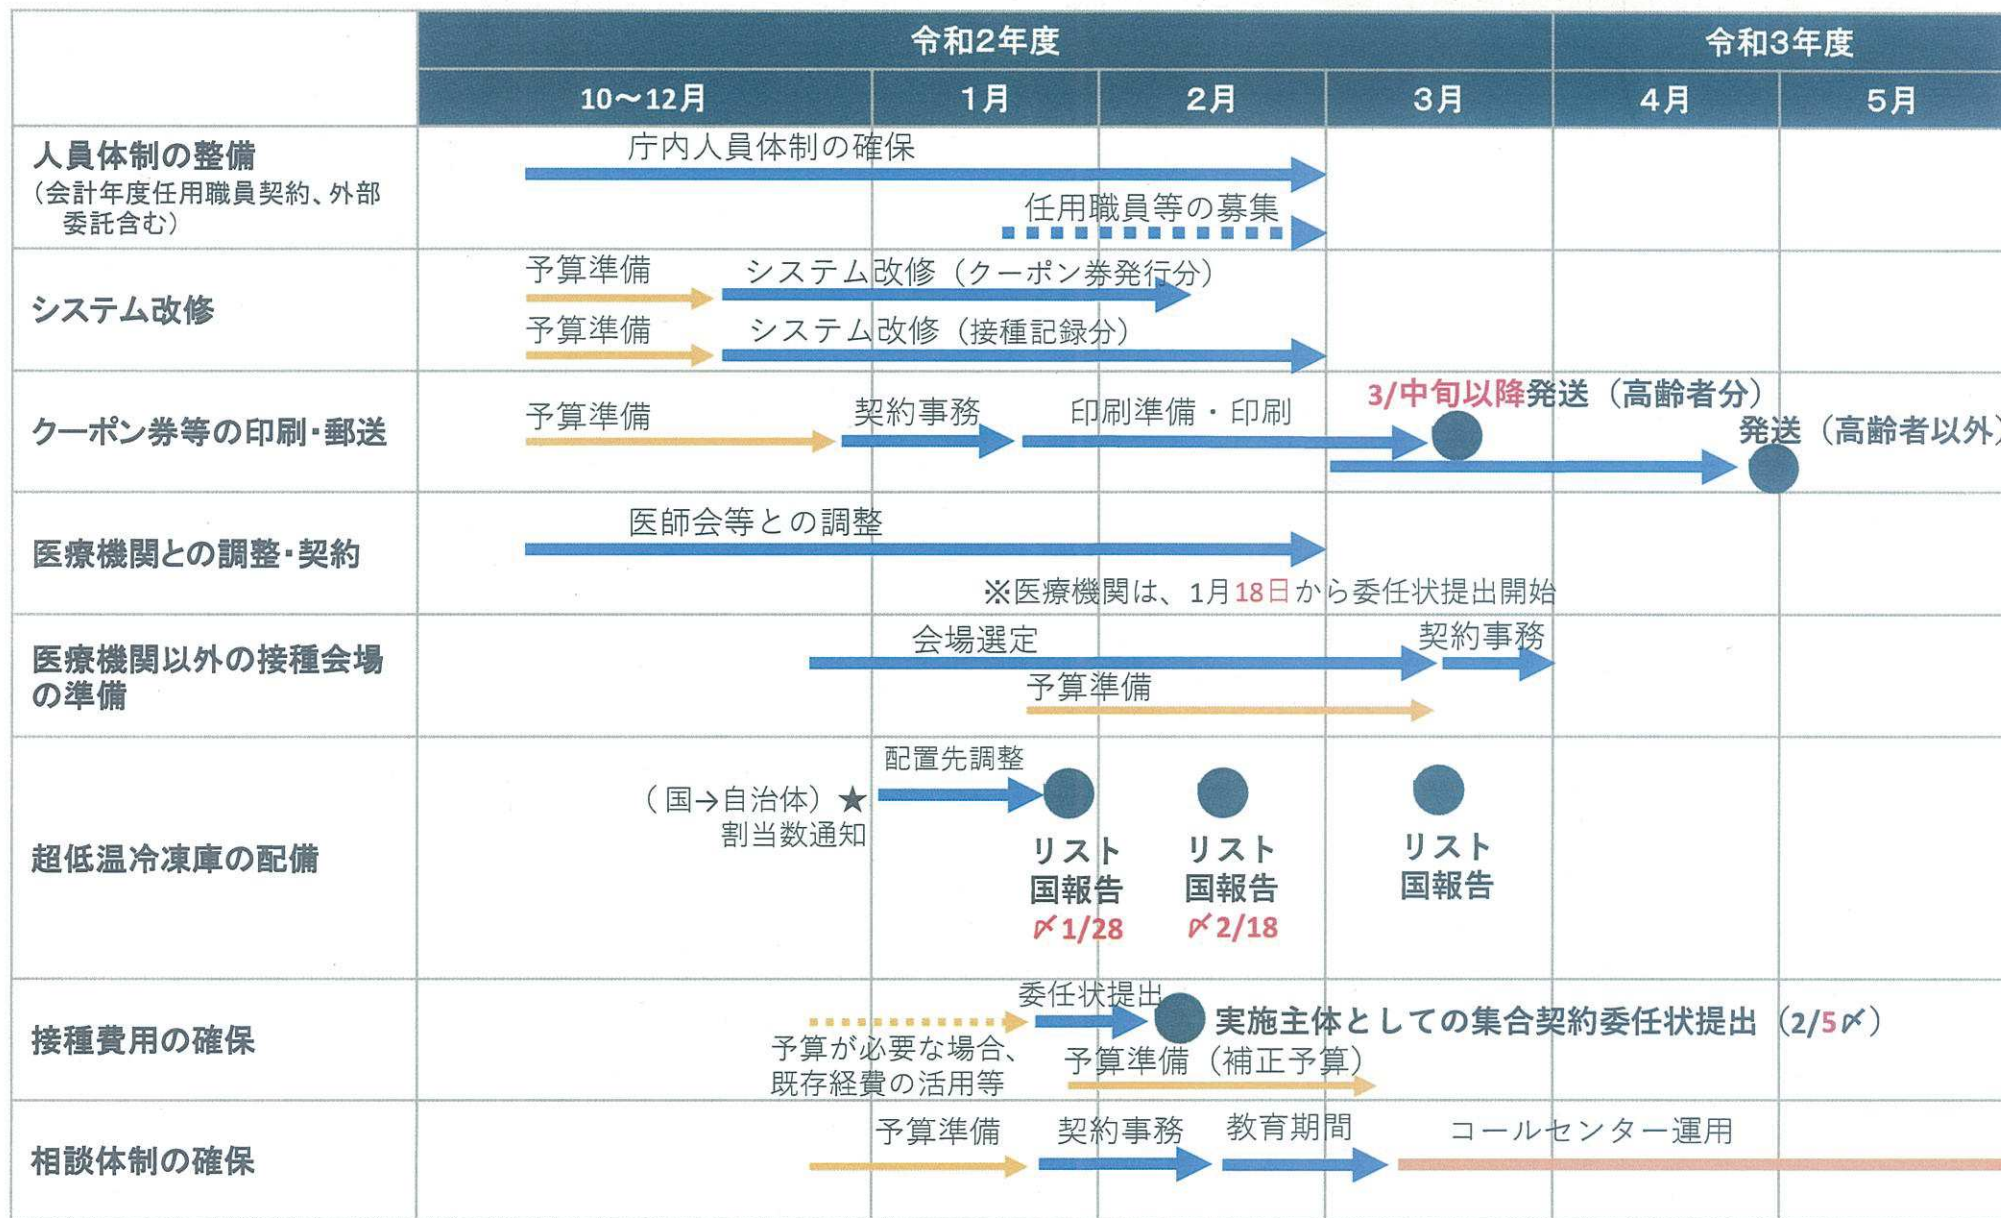 令和2年度
令和3年度
10～12月
1月
2月
3月
4月
5月
人員体制の整備
（会計年度任用職員契約、外部
委託含む）
庁内人員体制の確保
任用職員等の募集
システム改修
予算準備
システム改修（クーポン券発行分）
予算準備
システム改修（接種記録分）
クーポン券等の印刷・郵送
予算準備
契約事務
印刷準備・印刷
3/中旬以降発送（高齢者分）
発送（高齢者以外）
医療機関との調整・契約
医師会等との調整
※医療機関は、1月18日から委任状提出開始
医療機関以外の接種会場
の準備
会場選定
契約事務
予算準備
超低温冷凍庫の配備
（国→自治体）★
割当数通知
配置先調整
リスト
国報告
〆1/28
リスト
国報告
〆2/18
リスト
国報告
接種費用の確保
予算が必要な場合、
既存経費の活用等
委任状提出
実施主体としての集合契約委任状提出（2/5〆）
予算準備（補正予算）
相談体制の確保
予算準備
契約事務
教育期間
コールセンター運用